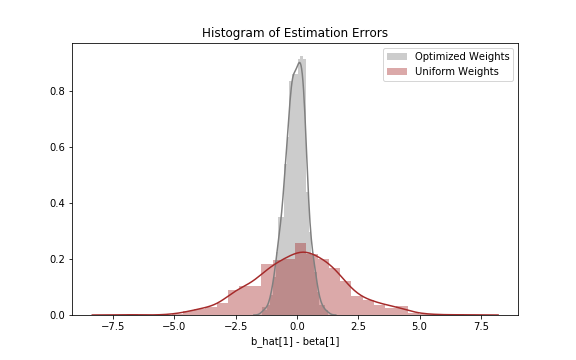 Histogram of Estimation Errors
Optimized Weights
Uniform Weights
0.8
0.6
0.4
0.2
0.0
−7.5 −5.0 −2.5 0.0 2.5 5.0 7.5
b_hat[1] - beta[1]